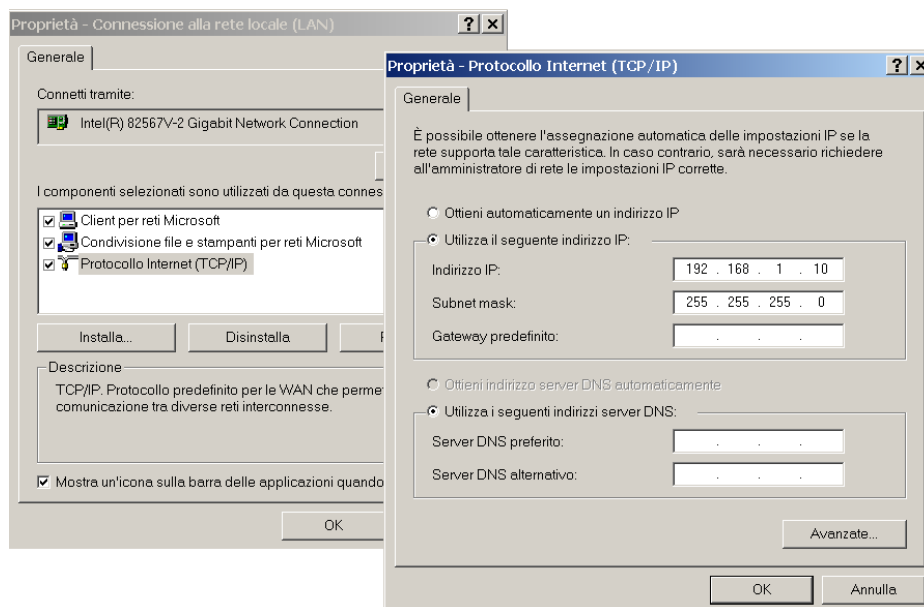 Proprietà - Connessione alla rete locale (LAN)
Generale
Connetti tramite:
Intel(R) 82567V-2 Gigabit Network Connection
I componenti selezionati sono utilizzati da questa connes
Client per reti Microsoft
Condivisione file e stampanti per reti Microsoft
Protocollo Internet (TCP/IP)
Installa...
Disinstalla
Descrizione
TCP/IP. Protocollo predefinito per le WAN che permet
comunicazione tra diverse reti interconnesse.
Mostra un'icona sulla barra delle applicazioni quando
OK
Proprietà - Protocollo Internet (TCP/IP)
Generale
È possibile ottenere l'assegnazione automatica delle impostazioni IP se la
rete supporta tale caratteristica. In caso contrario, sarà necessario richiedere
all'amministratore di rete le impostazioni IP corrette.
Ottieni automaticamente un indirizzo IP
Utilizza il seguente indirizzo IP:
Indirizzo IP: 192 . 168 . 1 . 10
Subnet mask: 255 . 255 . 255 . 0
Gateway predefinito: . . .
Ottieni indirizzo server DNS automaticamente
Utilizza i seguenti indirizzi server DNS:
Server DNS preferito: . . .
Server DNS alternativo: . . .
Avanzate...
OK
Annulla